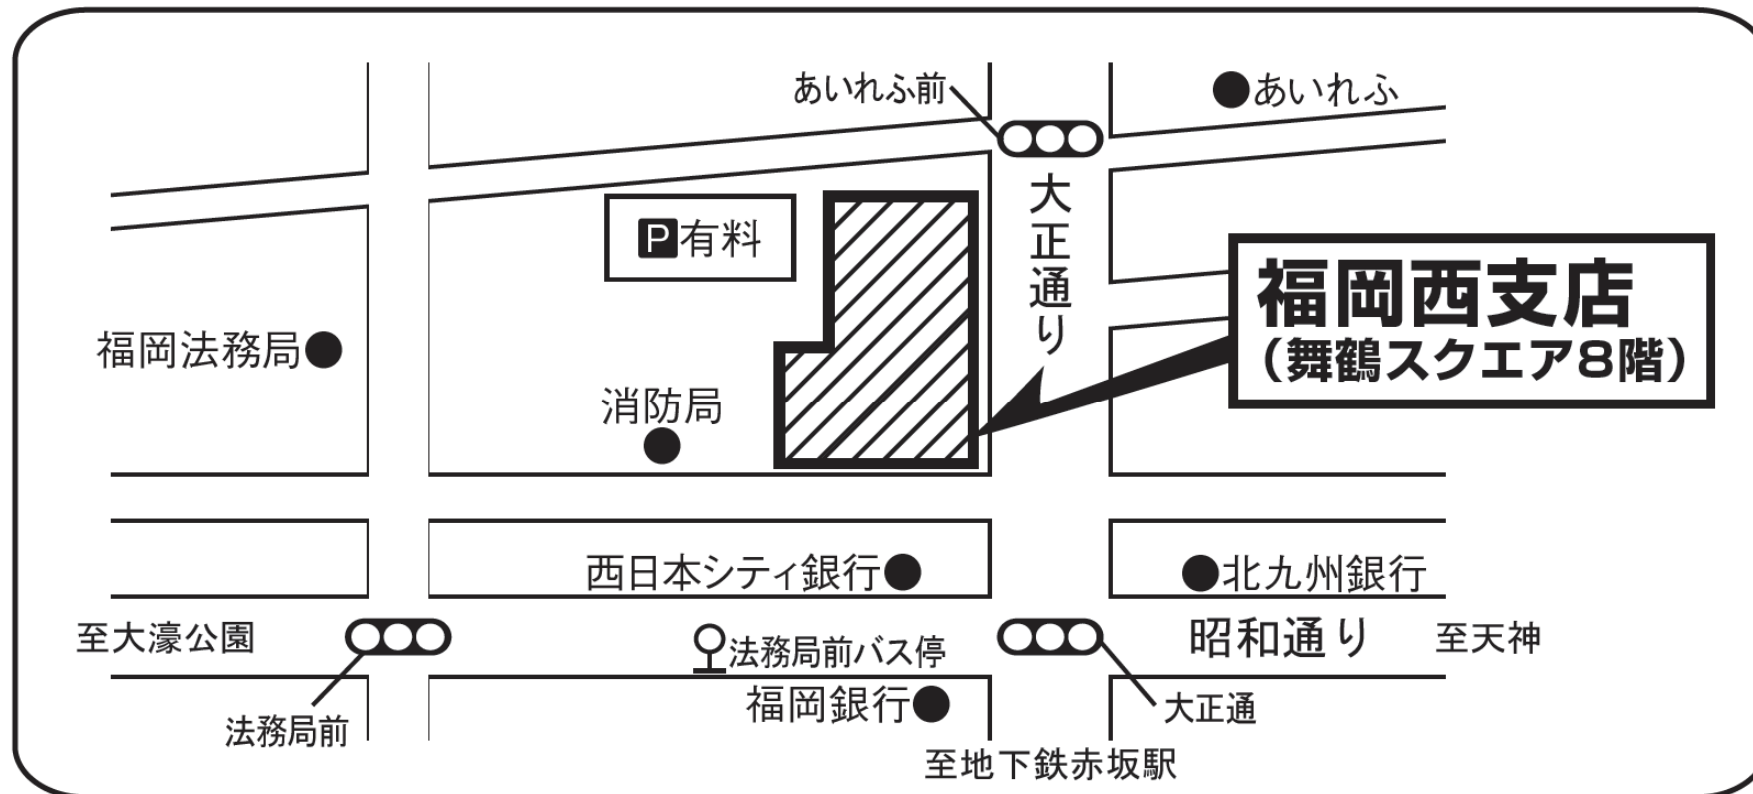 あいれふ前
あいれふ
大正通り
P有料
福岡西支店
（舞鶴スクエア8階）
福岡法務局
消防局
西日本シティ銀行
北九州銀行
至大濠公園
法務局前バス停
昭和通り
至天神
福岡銀行
大正通
法務局前
至地下鉄赤坂駅